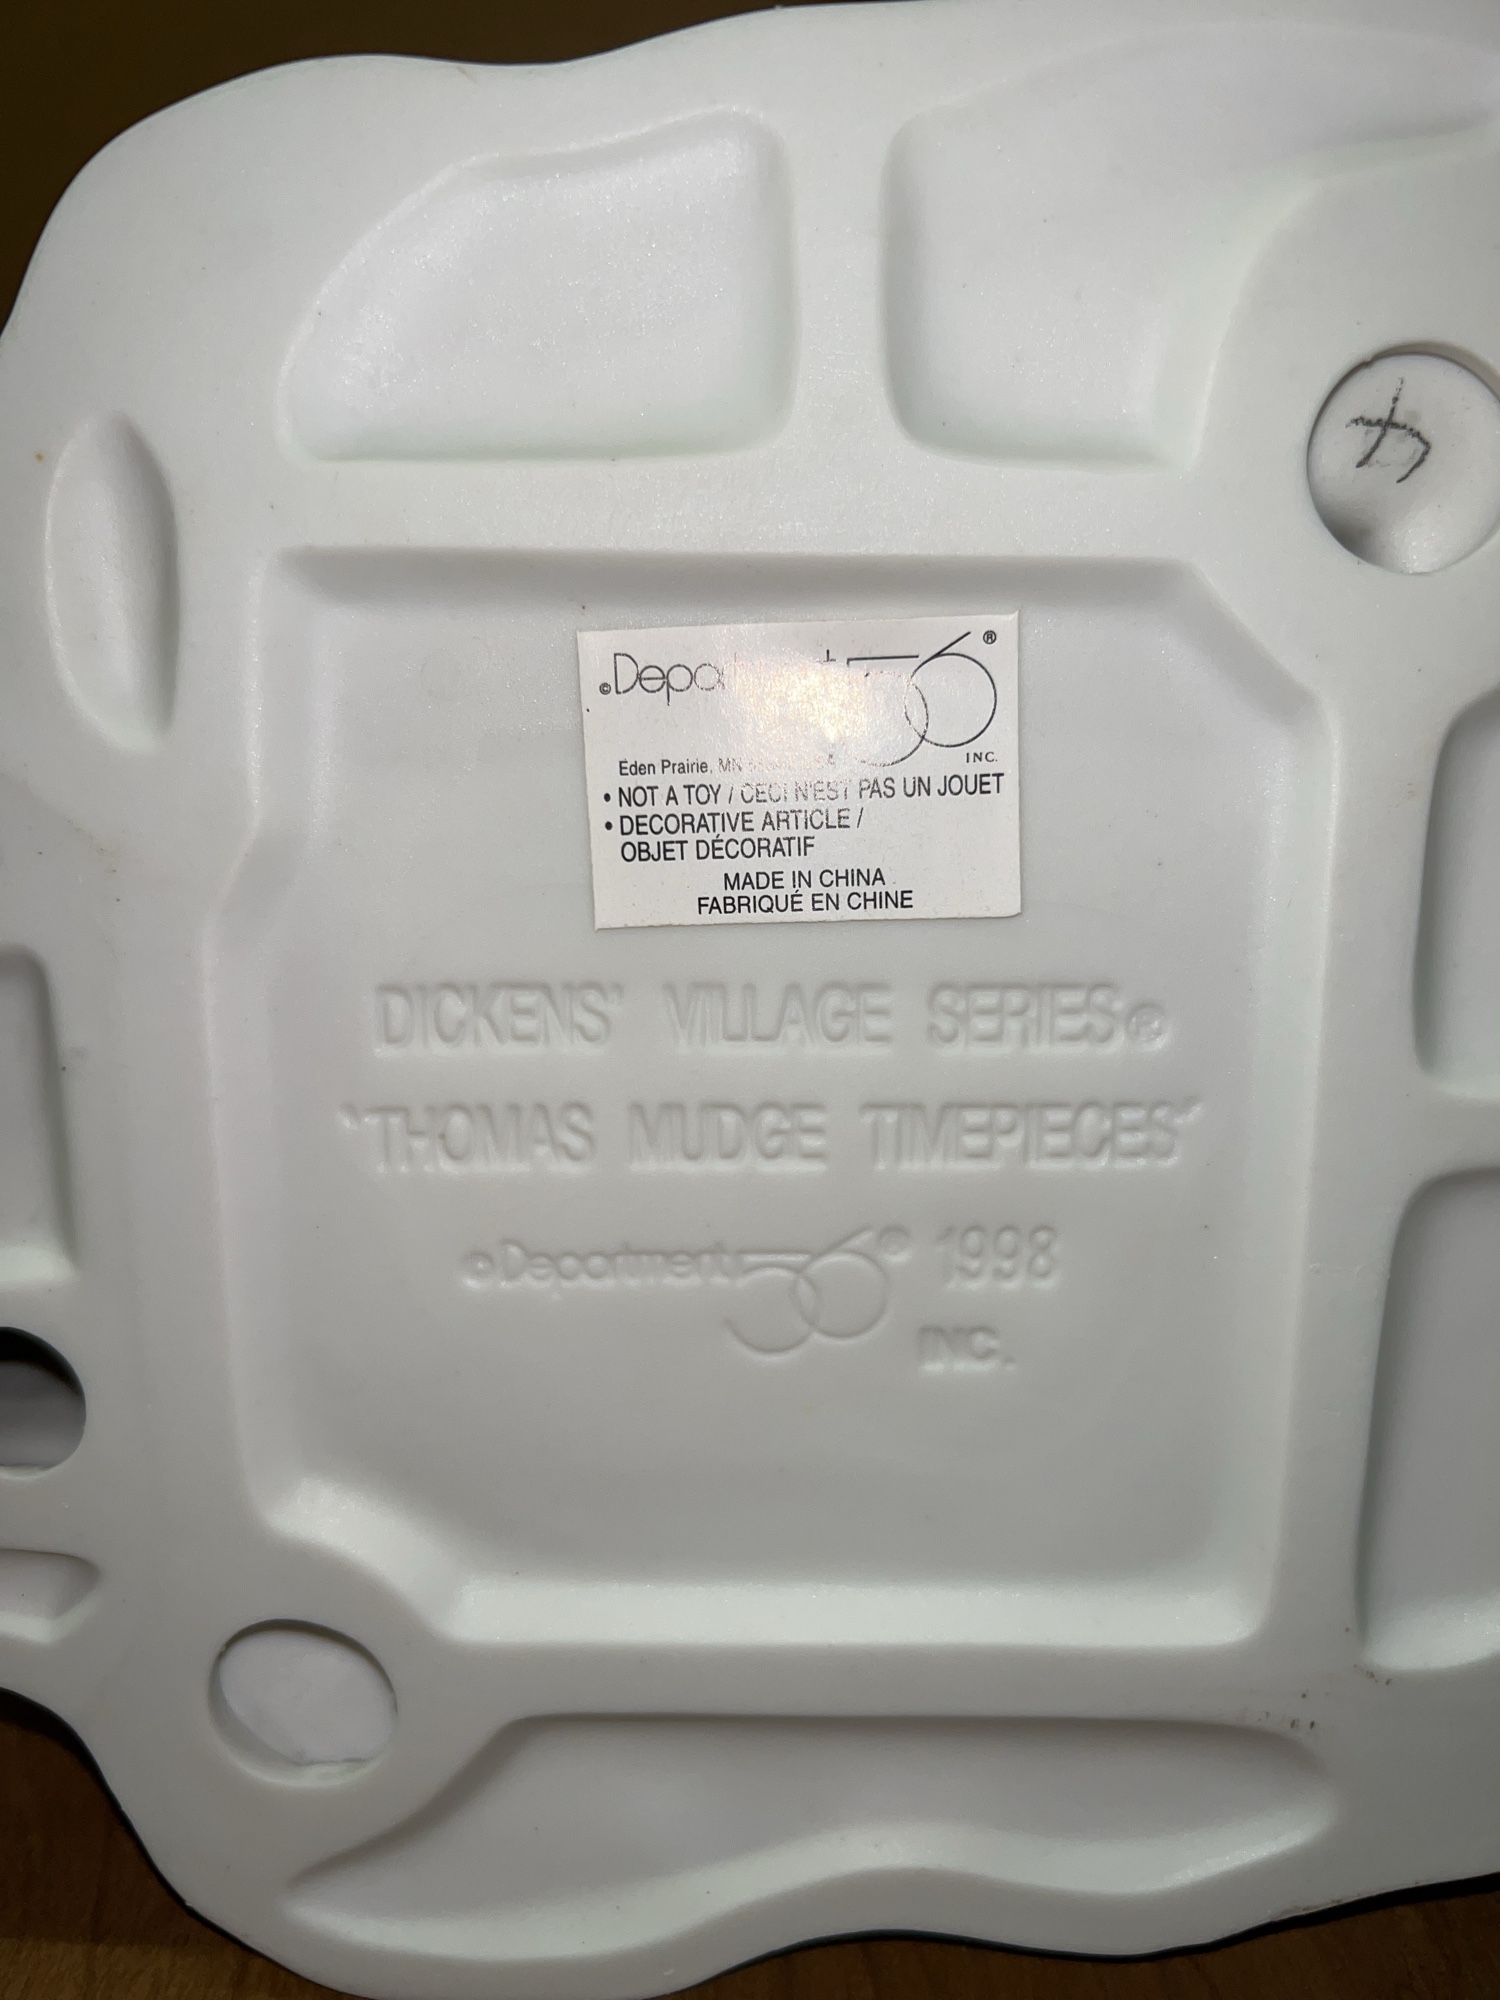 4
©Department 56®
INC.
Eden Prairie, MN
• NOT A TOY / CECI N'EST PAS UN JOUET
• DECORATIVE ARTICLE /
OBJET DÉCORATIF
MADE IN CHINA
FABRIQUÉ EN CHINE
DICKENS' VILLAGE SERIES®
"THOMAS MUDGE TIMEPIECES"
©Department 56® 1998
INC.